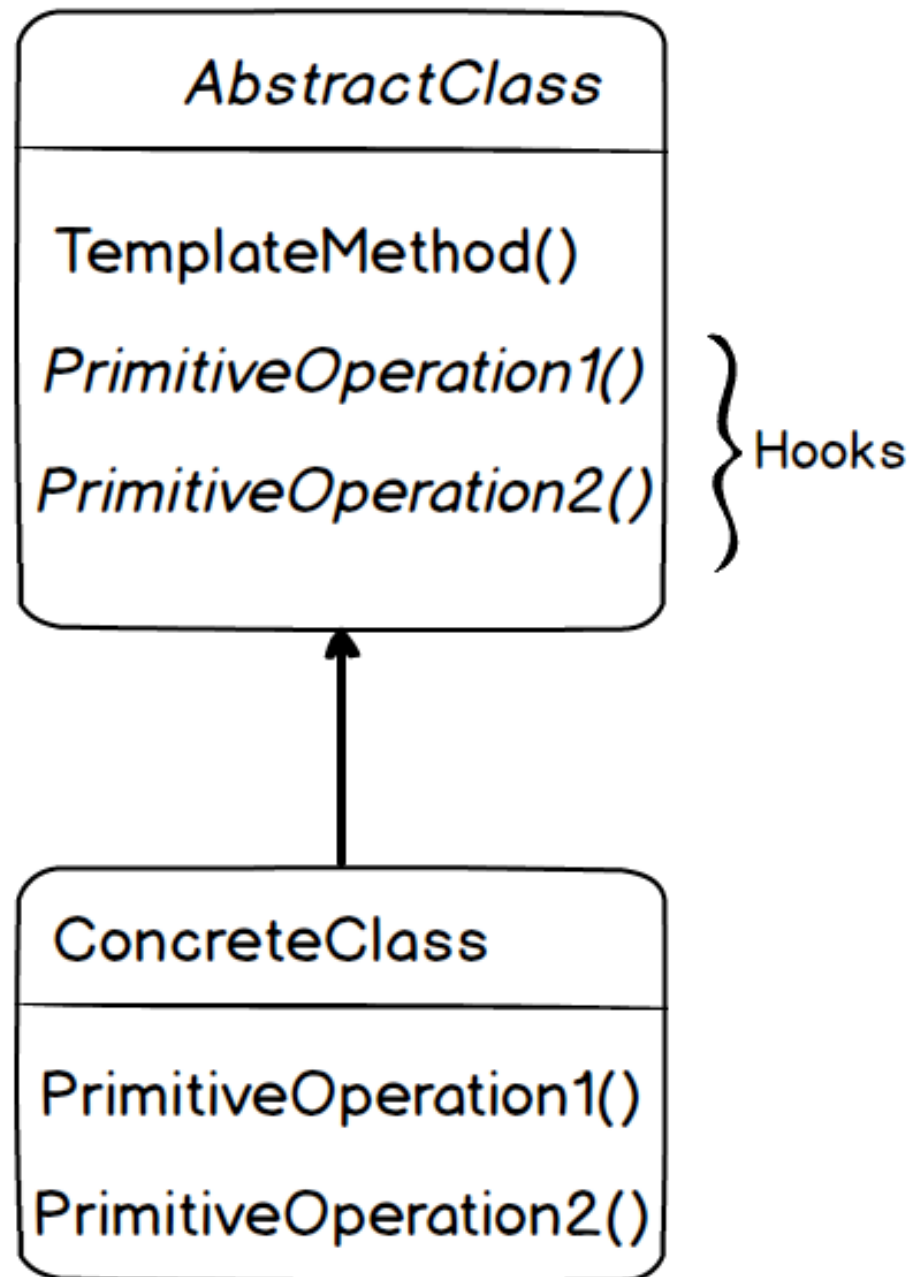 AbstractClass
TemplateMethod()
PrimitiveOperation1()
PrimitiveOperation2()
Hooks
ConcreteClass
PrimitiveOperation1()
PrimitiveOperation2()